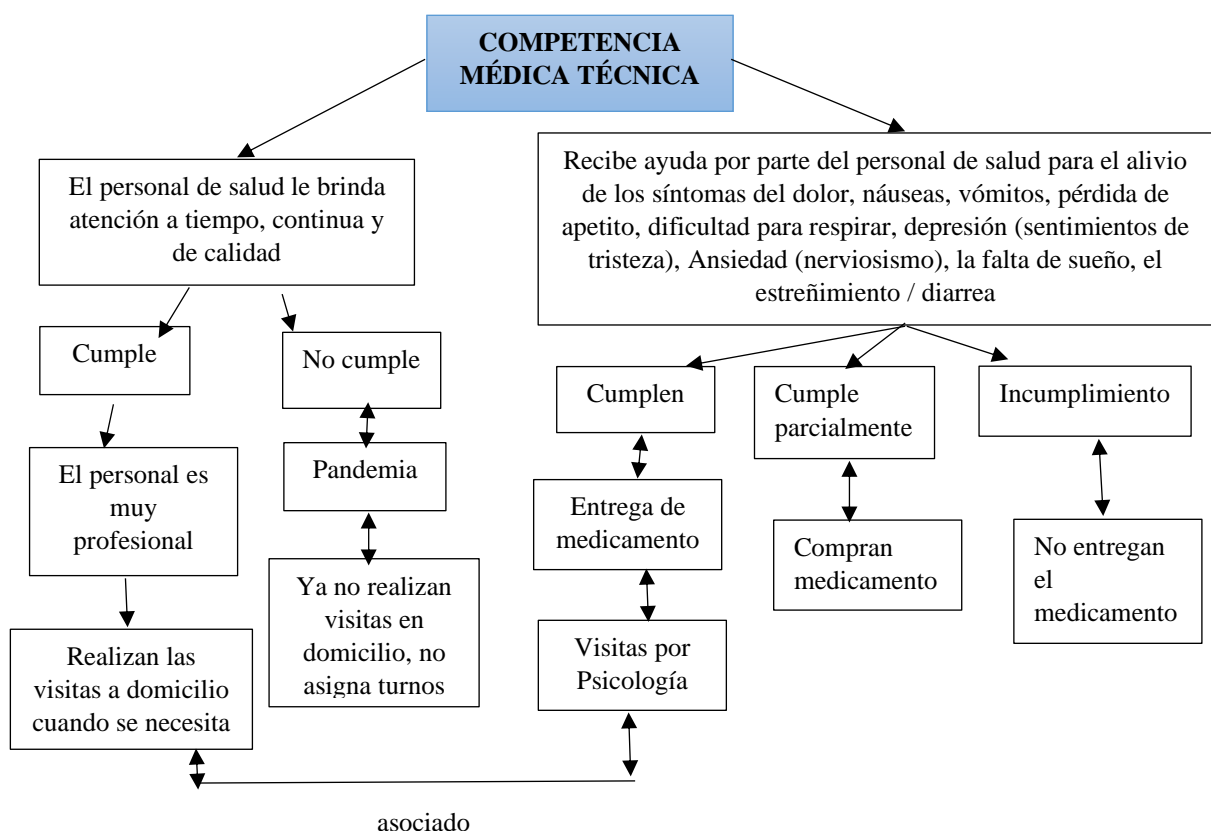 COMPETENCIA
MÉDICA TÉCNICA
El personal de salud le brinda
atención a tiempo, continua y
de calidad
Recibe ayuda por parte del personal de salud para el alivio
de los síntomas del dolor, náuseas, vómitos, pérdida de
apetito, dificultad para respirar, depresión (sentimientos de
tristeza), Ansiedad (nerviosismo), la falta de sueño, el
estreñimiento / diarrea
Cumple
No cumple
Cumplen
Cumple
parcialmente
Incumplimiento
El personal es
muy
profesional
Pandemia
Entrega de
medicamento
Compran
medicamento
No entregan
el
medicamento
Realizan las
visitas a domicilio
cuando se necesita
Ya no realizan
visitas en
domicilio, no
asigna turnos
Visitas por
Psicología
asociado